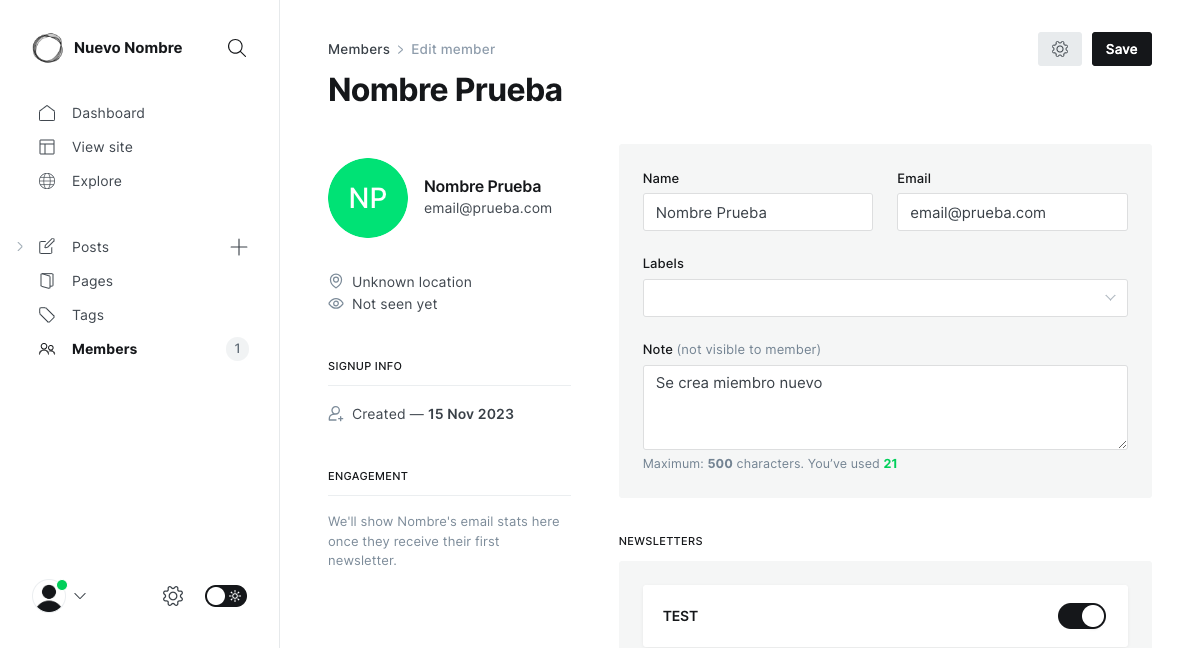 Nuevo Nombre
Dashboard
View site
Explore
Posts
Pages
Tags
Members 1
Members > Edit member
Save
Nombre Prueba
NP
Nombre Prueba
email@prueba.com
Unknown location
Not seen yet
SIGNUP INFO
Created — 15 Nov 2023
ENGAGEMENT
We'll show Nombre's email stats here
once they receive their first
newsletter.
Name
Nombre Prueba
Email
email@prueba.com
Labels
Note (not visible to member)
Se crea miembro nuevo
Maximum: 500 characters. You've used 21
NEWSLETTERS
TEST